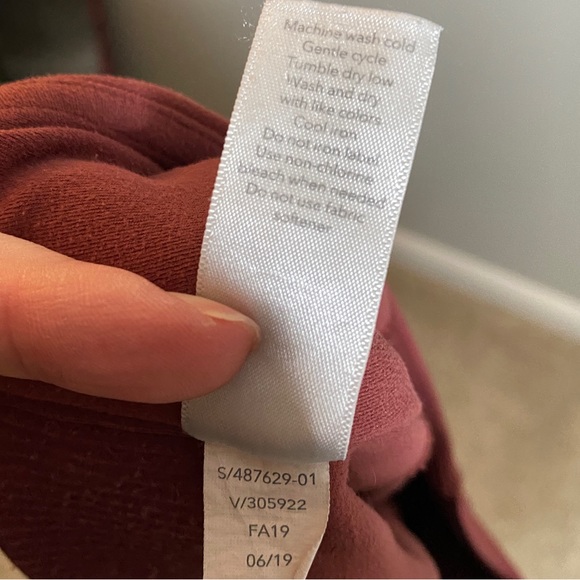 Machine wash cold
Gentle cycle
Tumble dry low
Wash and dry
with like colors
Cool iron
Do not iron label
Use non-chlorine
bleach when needed
Do not use fabric
softener
S/487629-01
V/305922
FA19
06/19